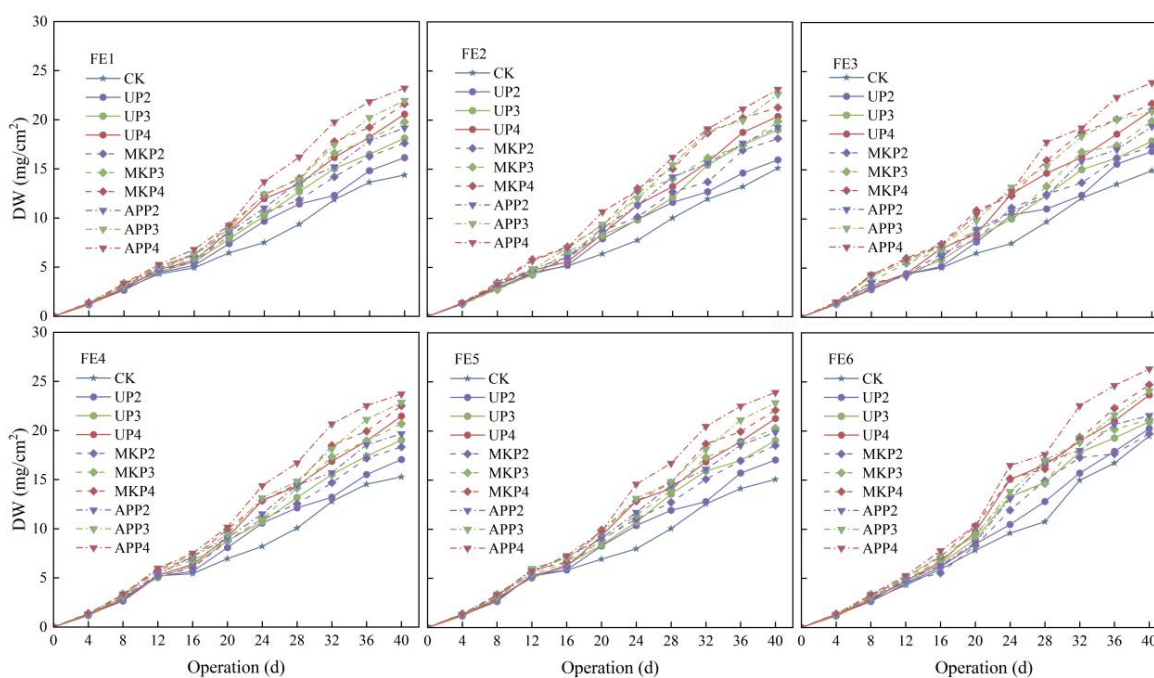 30
25
20
15
10
5
0
DW (mg/cm²)
FE1
CK
UP2
UP3
UP4
MKP2
MKP3
MKP4
APP2
APP3
APP4
FE2
CK
UP2
UP3
UP4
MKP2
MKP3
MKP4
APP2
APP3
APP4
FE3
CK
UP2
UP3
UP4
MKP2
MKP3
MKP4
APP2
APP3
APP4
30
25
20
15
10
5
0
DW (mg/cm²)
FE4
CK
UP2
UP3
UP4
MKP2
MKP3
MKP4
APP2
APP3
APP4
0 4 8 12 16 20 24 28 32 36 40
Operation (d)
FE5
CK
UP2
UP3
UP4
MKP2
MKP3
MKP4
APP2
APP3
APP4
0 4 8 12 16 20 24 28 32 36 40
Operation (d)
FE6
CK
UP2
UP3
UP4
MKP2
MKP3
MKP4
APP2
APP3
APP4
0 4 8 12 16 20 24 28 32 36 40
Operation (d)